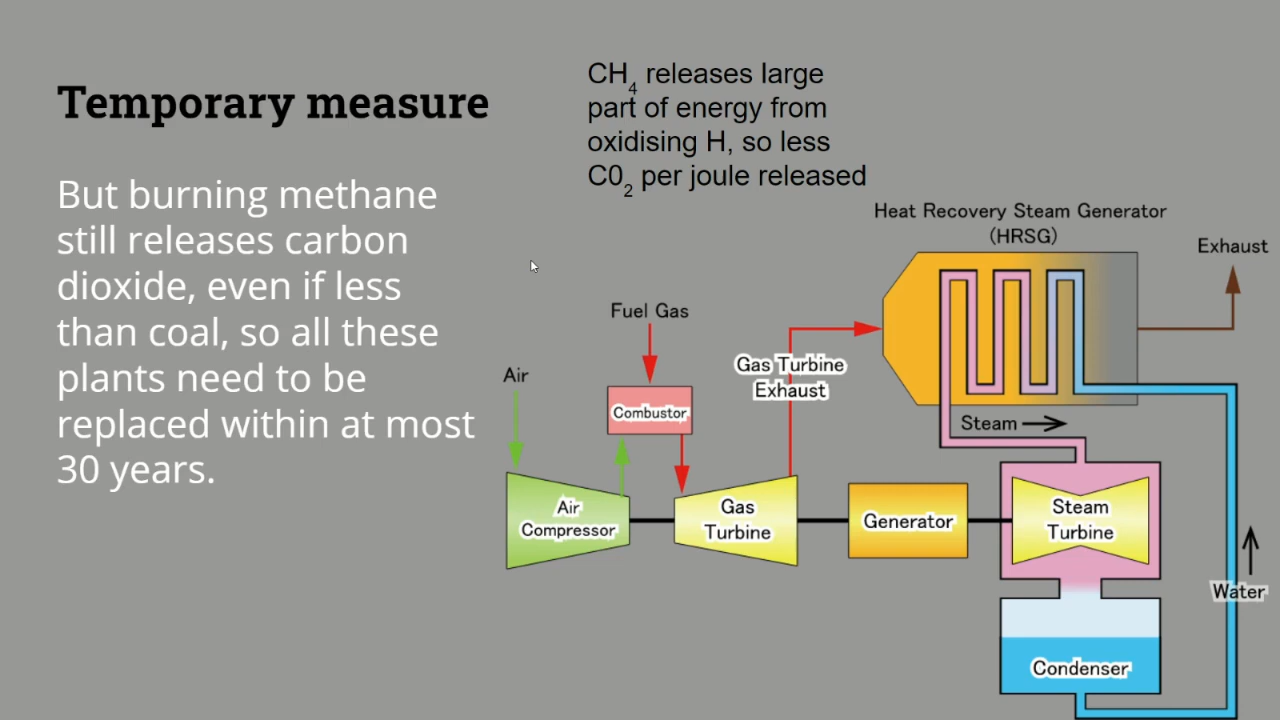 Temporary measure
But burning methane
still releases carbon
dioxide, even if less
than coal, so all these
plants need to be
replaced within at most
30 years.
CH4 releases large
part of energy from
oxidising H, so less
C02 per joule released
Heat Recovery Steam Generator
(HRSG)
Exhaust
Fuel Gas
Gas Turbine
Exhaust
Air
Combustor
Steam
Air
Compressor
Gas
Turbine
Generator
Steam
Turbine
Water
Condenser